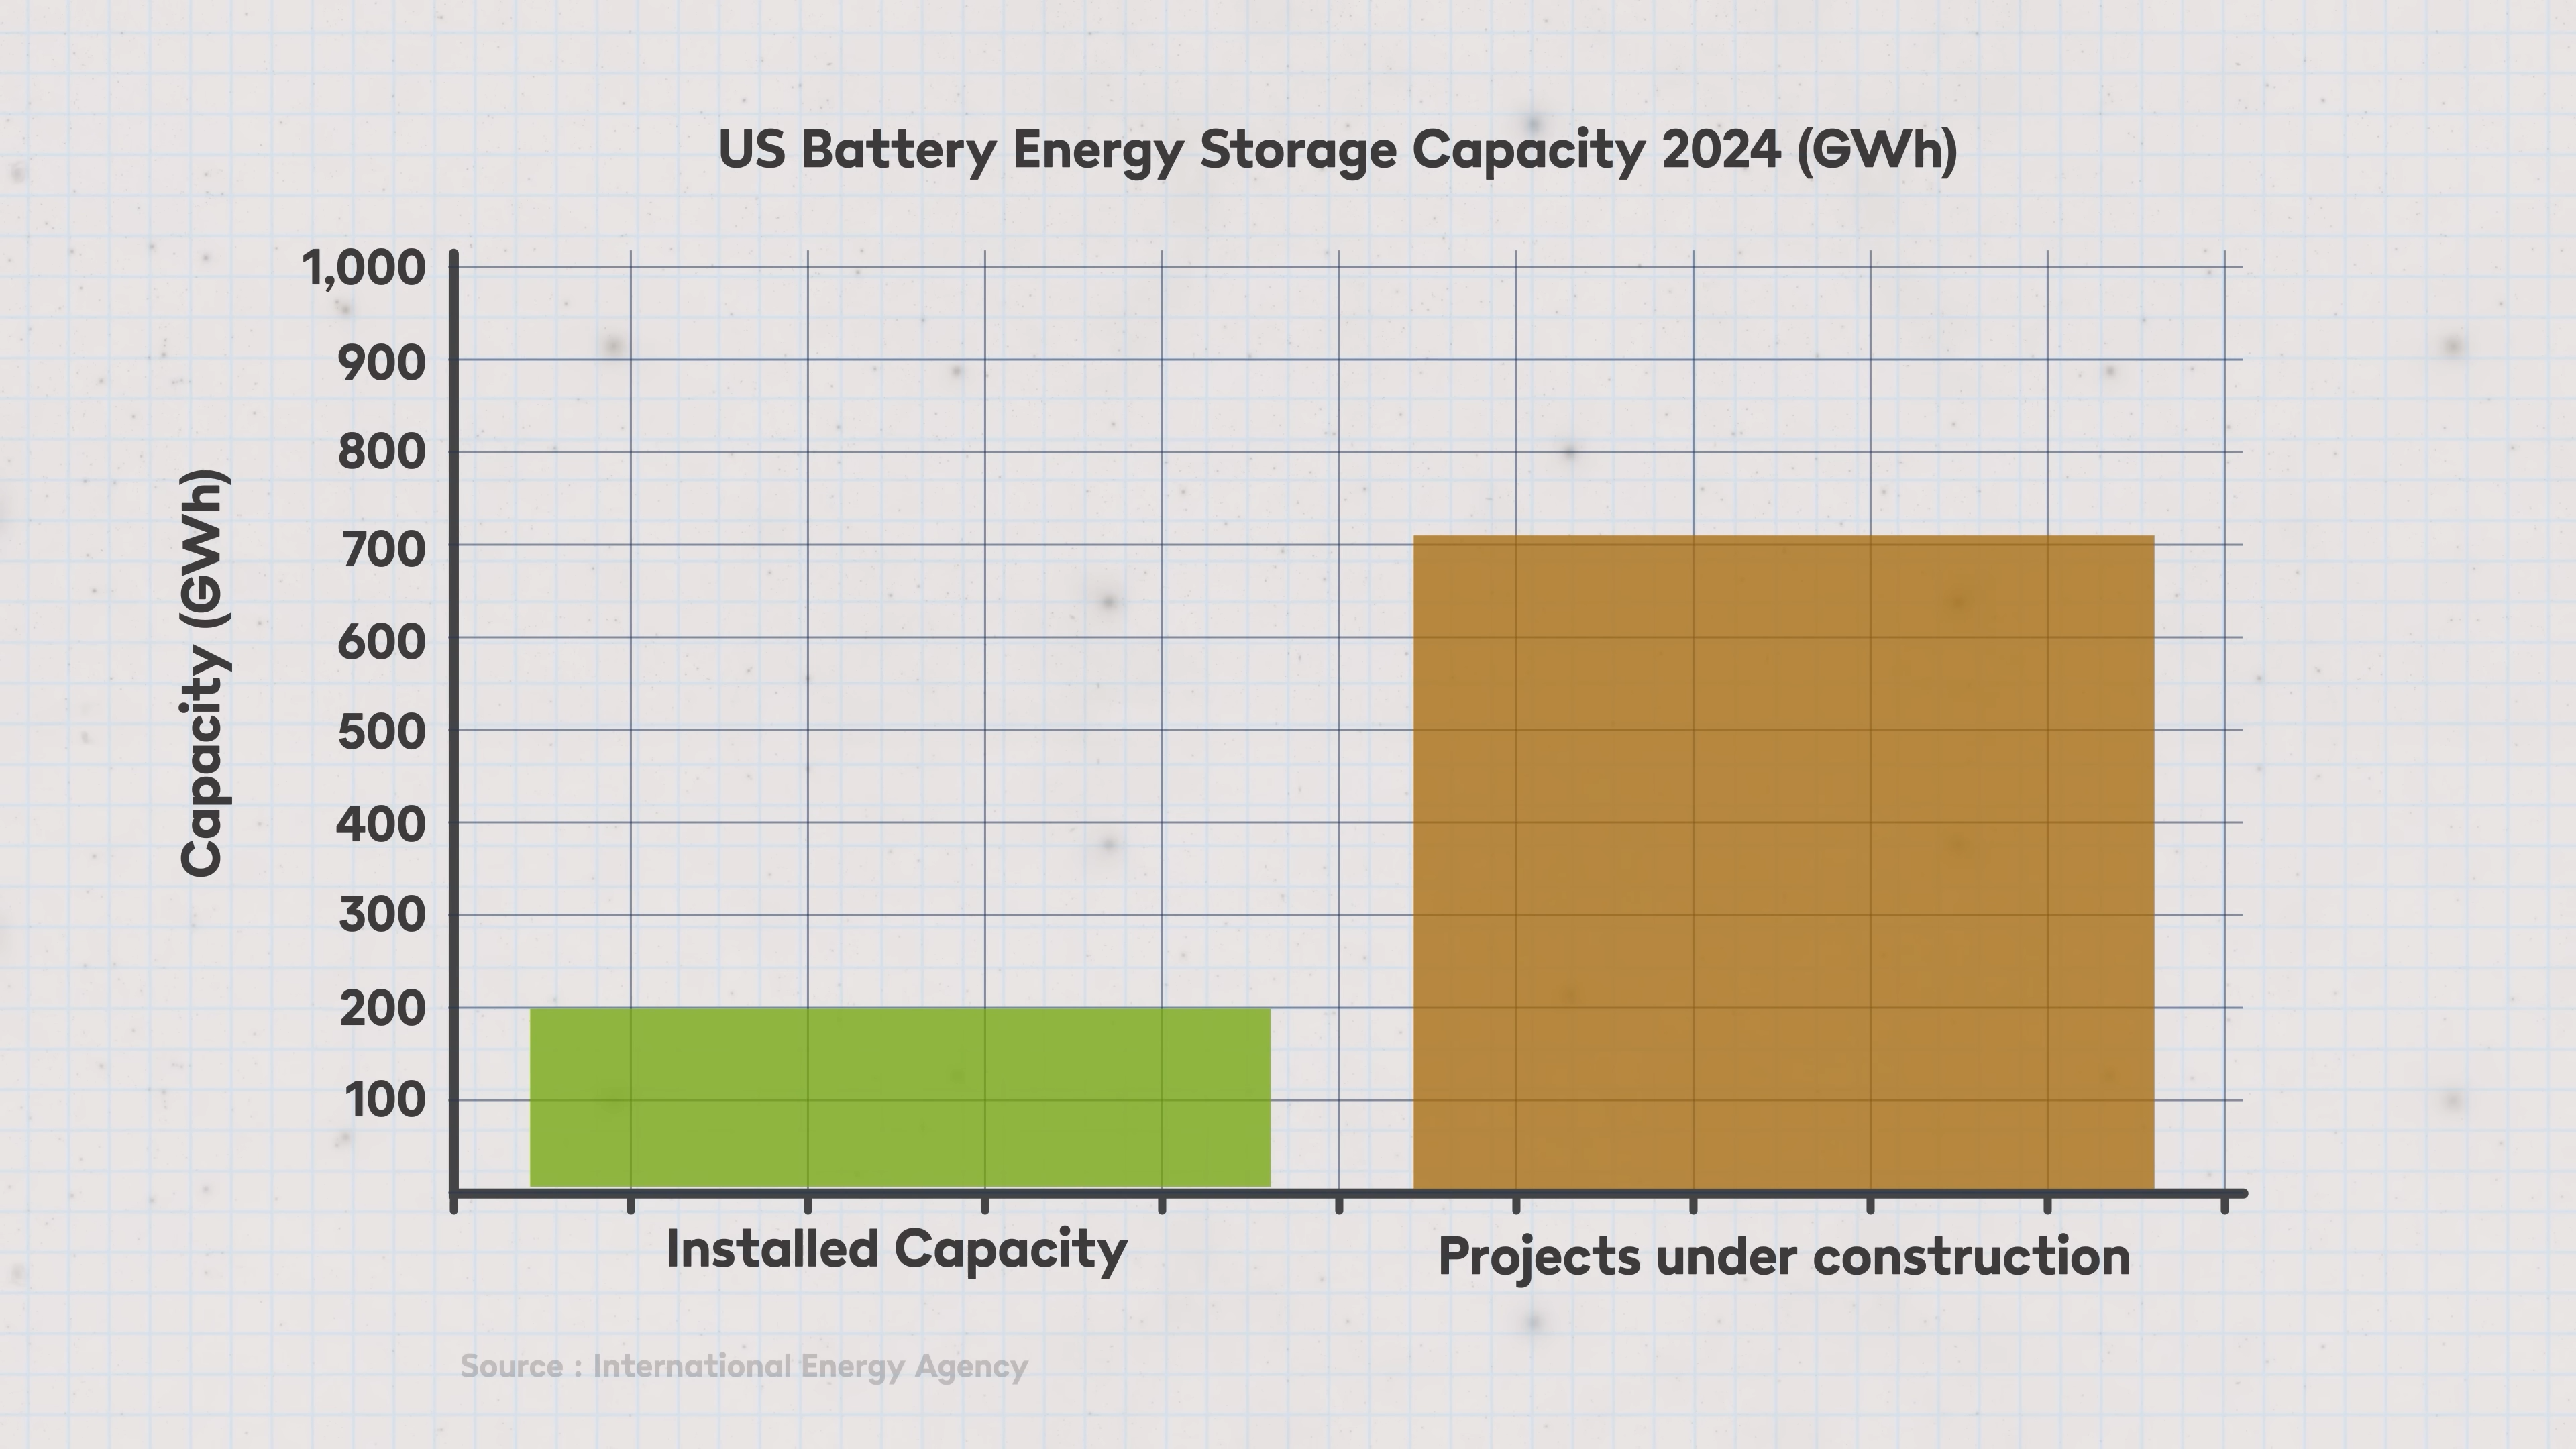 US Battery Energy Storage Capacity 2024 (GWh)
Capacity (GWh)
1,000
900
800
700
600
500
400
300
200
100
Installed Capacity
Projects under construction
Source : International Energy Agency